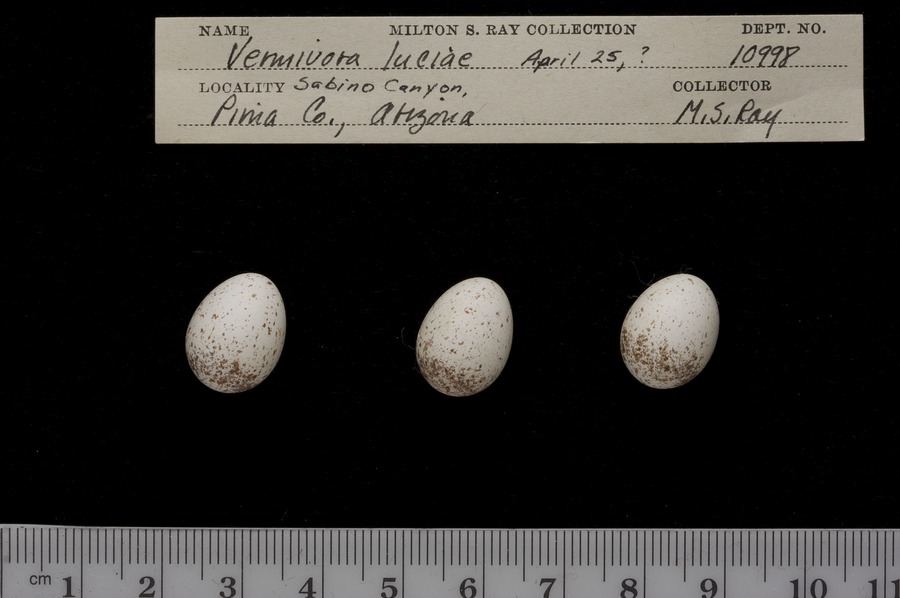 NAME MILTON S. RAY COLLECTION DEPT. NO.
Vermivora luciae April 25, ? 10998
LOCALITY Sabino Canyon, COLLECTOR
Pima Co., Arizona M.S. Ray
cm 1 2 3 4 5 6 7 8 9 10 11